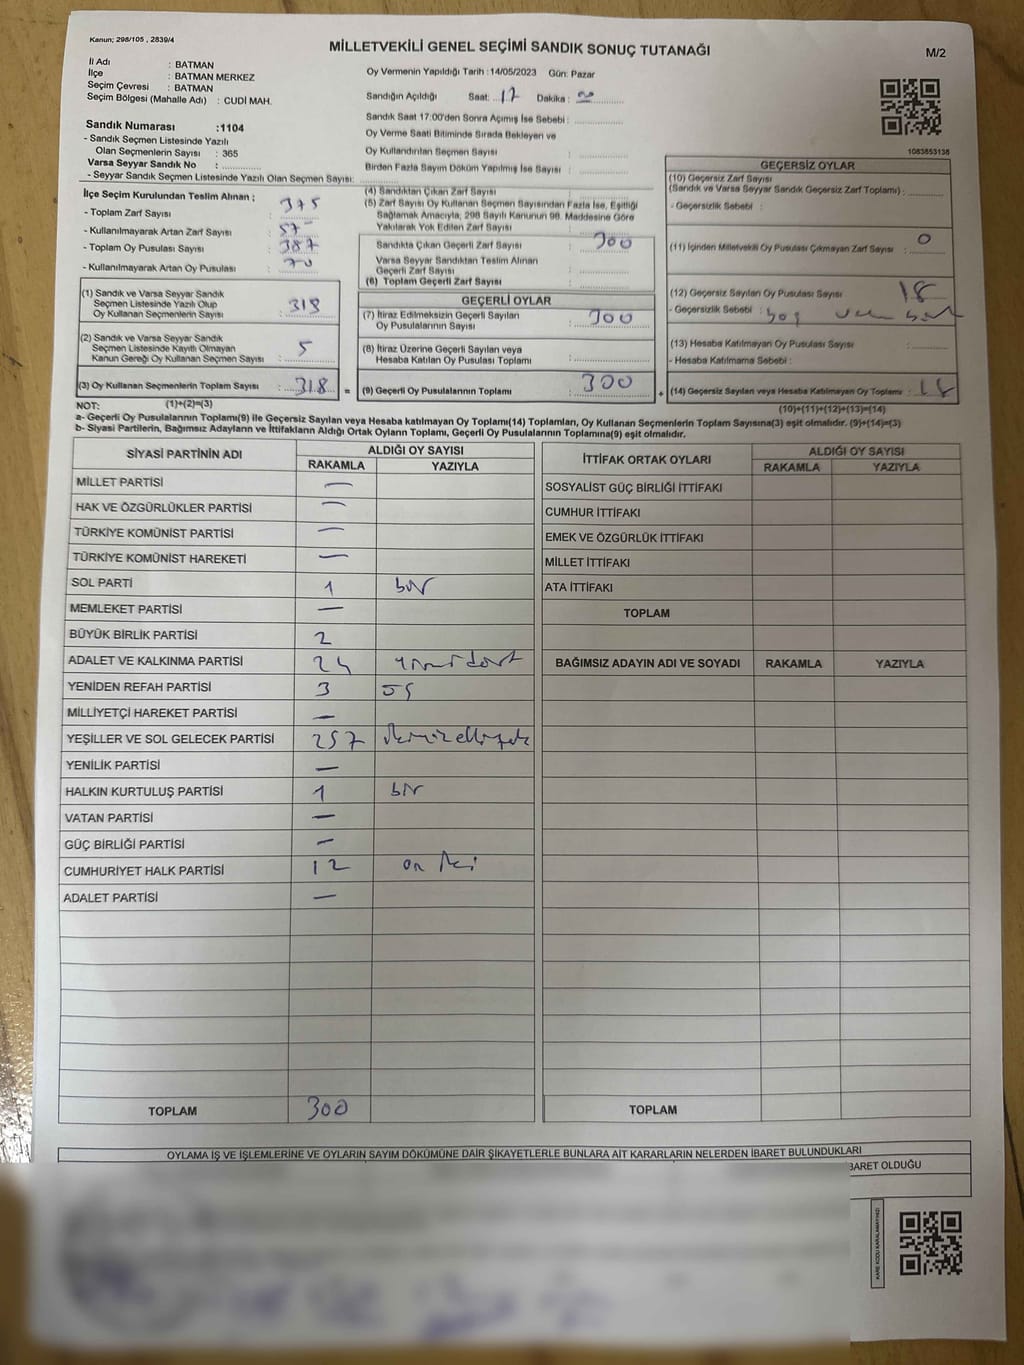 Kanun; 298/105 , 2839/4
MİLLETVEKİLİ GENEL SEÇİMİ SANDIK SONUÇ TUTANAĞI
M/2
İl Adı : BATMAN
İlçe : BATMAN MERKEZ
Seçim Çevresi : BATMAN
Seçim Bölgesi (Mahalle Adı) : CUDİ MAH.
Sandık Numarası :1104
- Sandık Seçmen Listesinde Yazılı
Olan Seçmenlerin Sayısı : 365
Varsa Seyyar Sandık No :
- Seyyar Sandık Seçmen Listesinde Yazılı Olan Seçmen Sayısı:
Oy Vermenin Yapıldığı Tarih :14/05/2023 Gün: Pazar
Sandığın Açıldığı Saat: 17 Dakika :
Sandık Saat 17:00'den Sonra Açımış İse Sebebi :
Oy Verme Saati Bitiminde Sırada Bekleyen ve
Oy Kullandırılan Seçmen Sayısı :
Birden Fazla Sayım Döküm Yapılmış İse Sayısı :
1083853138
İlçe Seçim Kurulundan Teslim Alınan ;
- Toplam Zarf Sayısı : 375
- Kullanılmayarak Artan Zarf Sayısı : 57
- Toplam Oy Pusulası Sayısı : 387
- Kullanılmayarak Artan Oy Pusulası : 70
(1) Sandık ve Varsa Seyyar Sandık
Seçmen Listesinde Yazılı Olup
Oy Kullanan Seçmenlerin Sayısı : 313
(2) Sandık ve Varsa Seyyar Sandık
Seçmen Listesinde Kayıtlı Olmayan
Kanun Gereği Oy Kullanan Seçmen Sayısı : 5
(3) Oy Kullanan Seçmenlerin Toplam Sayısı : 318 =
(1)+(2)=(3)
(4) Sandıktan Çıkan Zarf Sayısı :
(5) Zarf Sayısı Oy Kullanan Seçmen Sayısından Fazla İse, Eşitliği
Sağlamak Amacıyla, 298 Sayılı Kanunun 98. Maddesine Göre
Yakılarak Yok Edilen Zarf Sayısı :
Sandıkta Çıkan Geçerli Zarf Sayısı : 300
Varsa Seyyar Sandıktan Teslim Alınan
Geçerli Zarf Sayısı :
(6) Toplam Geçerli Zarf Sayısı :
GEÇERLİ OYLAR
(7) İtiraz Edilmeksizin Geçerli Sayılan
Oy Pusulalarının Sayısı : 300
(8) İtiraz Üzerine Geçerli Sayılan veya
Hesaba Katılan Oy Pusulası Toplamı :
(9) Geçerli Oy Pusulalarının Toplamı : 300 +
GEÇERSİZ OYLAR
(10) Geçersiz Zarf Sayısı
(Sandık ve Varsa Seyyar Sandık Geçersiz Zarf Toplamı) :
- Geçersizlik Sebebi :
(11) İçinden Milletvekili Oy Pusulası Çıkmayan Zarf Sayısı : 0
(12) Geçersiz Sayılan Oy Pusulası Sayısı : 18
- Geçersizlik Sebebi :
(13) Hesaba Katılmayan Oy Pusulası Sayısı :
- Hesaba Katılmama Sebebi :
(14) Geçersiz Sayılan veya Hesaba Katılmayan Oy Toplamı : 18
(10)+(11)+(12)+(13)=(14)
NOT:
a- Geçerli Oy Pusulalarının Toplamı(9) ile Geçersiz Sayılan veya Hesaba katılmayan Oy Toplamı(14) Toplamları, Oy Kullanan Seçmenlerin Toplam Sayısına(3) eşit olmalıdır. (9)+(14)=(3)
b- Siyasi Partilerin, Bağımsız Adayların ve İttifakların Aldığı Ortak Oyların Toplamı, Geçerli Oy Pusulalarının Toplamına(9) eşit olmalıdır.
SİYASİ PARTİNİN ADI ALDIĞI OY SAYISI
RAKAMLA YAZIYLA
MİLLET PARTİSİ —
HAK VE ÖZGÜRLÜKLER PARTİSİ —
TÜRKİYE KOMÜNİST PARTİSİ —
TÜRKİYE KOMÜNİST HAREKETİ —
SOL PARTİ 1 bir
MEMLEKET PARTİSİ —
BÜYÜK BİRLİK PARTİSİ 2
ADALET VE KALKINMA PARTİSİ 24 yirmi dört
YENİDEN REFAH PARTİSİ 3 üç
MİLLİYETÇİ HAREKET PARTİSİ —
YEŞİLLER VE SOL GELECEK PARTİSİ 257 ikiyüzelliyedi
YENİLİK PARTİSİ —
HALKIN KURTULUŞ PARTİSİ 1 bir
VATAN PARTİSİ —
GÜÇ BİRLİĞİ PARTİSİ —
CUMHURİYET HALK PARTİSİ 12 on iki
ADALET PARTİSİ —
TOPLAM 300
İTTİFAK ORTAK OYLARI ALDIĞI OY SAYISI
RAKAMLA YAZIYLA
SOSYALİST GÜÇ BİRLİĞİ İTTİFAKI
CUMHUR İTTİFAKI
EMEK VE ÖZGÜRLÜK İTTİFAKI
MİLLET İTTİFAKI
ATA İTTİFAKI
TOPLAM
BAĞIMSIZ ADAYIN ADI VE SOYADI RAKAMLA YAZIYLA
TOPLAM
OYLAMA İŞ VE İŞLEMLERİNE VE OYLARIN SAYIM DÖKÜMÜNE DAİR ŞİKAYETLERLE BUNLARA AİT KARARLARIN NELERDEN İBARET BULUNDUKLARI
BARET OLDUĞU
KARE KODU KARALAMAYINIZ!